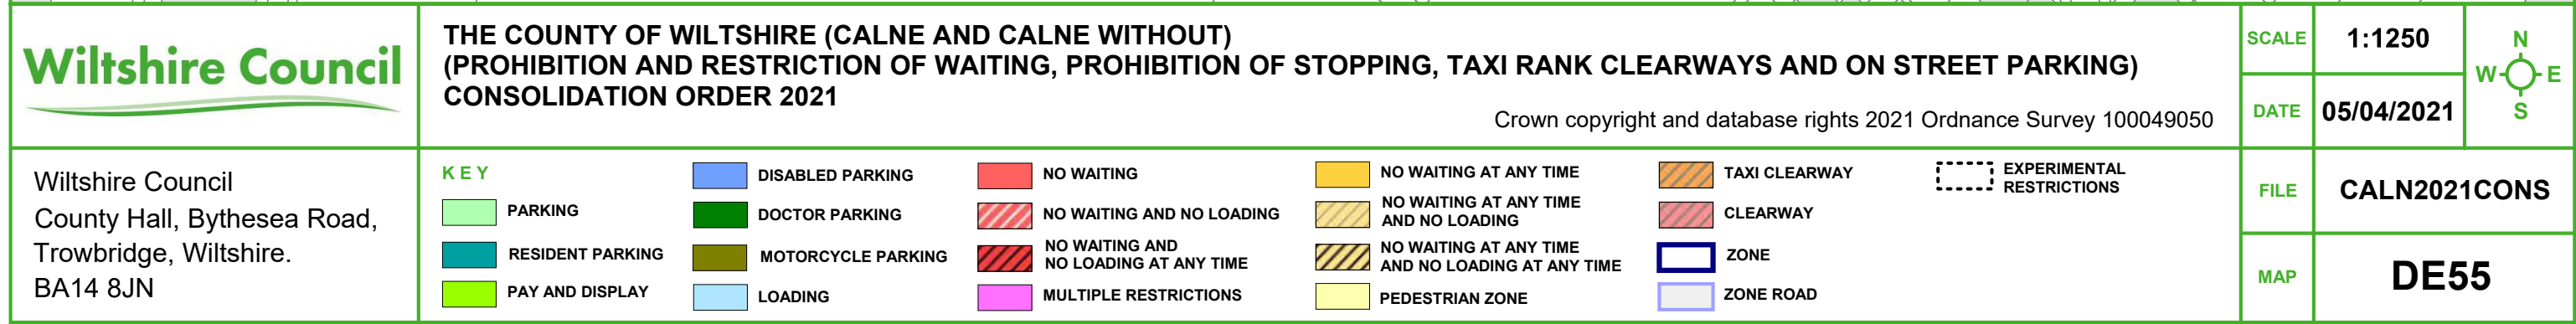 Wiltshire Council
THE COUNTY OF WILTSHIRE (CALNE AND CALNE WITHOUT)
(PROHIBITION AND RESTRICTION OF WAITING, PROHIBITION OF STOPPING, TAXI RANK CLEARWAYS AND ON STREET PARKING)
CONSOLIDATION ORDER 2021
Crown copyright and database rights 2021 Ordnance Survey 100049050
SCALE 1:1250
DATE 05/04/2021
N
W E
S
Wiltshire Council
County Hall, Bythesea Road,
Trowbridge, Wiltshire.
BA14 8JN
KEY
PARKING
RESIDENT PARKING
PAY AND DISPLAY
DISABLED PARKING
DOCTOR PARKING
MOTORCYCLE PARKING
LOADING
NO WAITING
NO WAITING AND NO LOADING
NO WAITING AND
NO LOADING AT ANY TIME
MULTIPLE RESTRICTIONS
NO WAITING AT ANY TIME
NO WAITING AT ANY TIME
AND NO LOADING
NO WAITING AT ANY TIME
AND NO LOADING AT ANY TIME
PEDESTRIAN ZONE
TAXI CLEARWAY
CLEARWAY
ZONE
ZONE ROAD
EXPERIMENTAL
RESTRICTIONS
FILE CALN2021CONS
MAP DE55